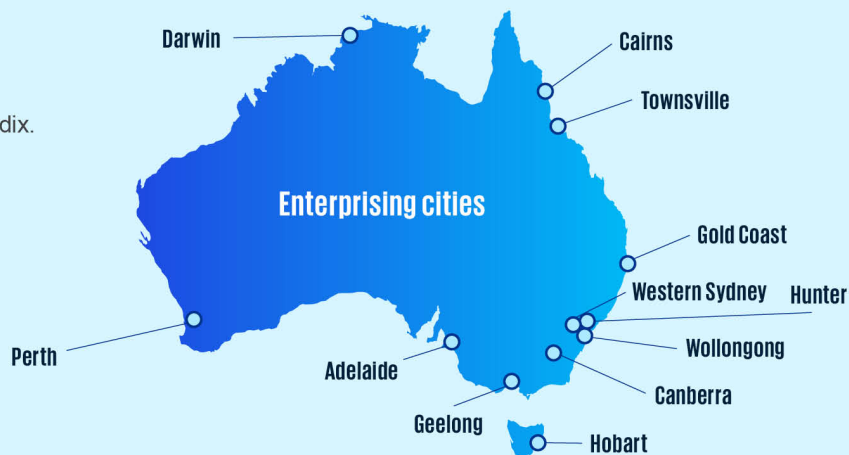 Darwin
Cairns
Townsville
dix.
Enterprising cities
Gold Coast
Western Sydney
Hunter
Wollongong
Perth
Adelaide
Canberra
Geelong
Hobart